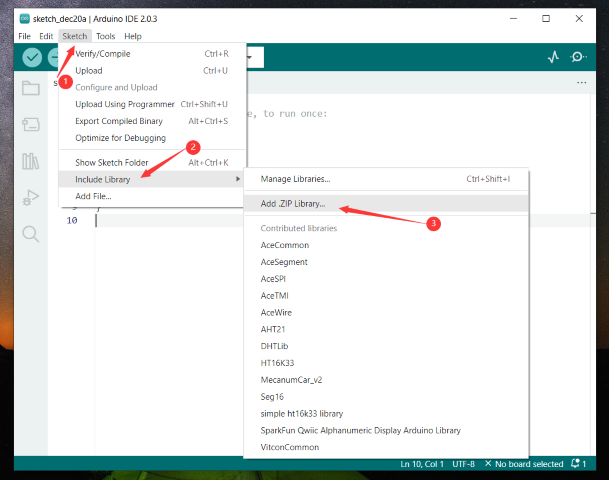 sketch_dec20a | Arduino IDE 2.0.3
File Edit Sketch Tools Help
1
Verify/Compile Ctrl+R
Upload Ctrl+U
Configure and Upload
Upload Using Programmer Ctrl+Shift+U
Export Compiled Binary Alt+Ctrl+S
Optimize for Debugging
Show Sketch Folder Alt+Ctrl+K
Include Library
Add File...
2
e, to run once:
10
Manage Libraries... Ctrl+Shift+I
Add .ZIP Library...
3
Contributed libraries
AceCommon
AceSegment
AceSPI
AceTMI
AceWire
AHT21
DHTLib
HT16K33
MecanumCar_v2
Seg16
simple ht16k33 library
SparkFun Qwiic Alphanumeric Display Arduino Library
VitconCommon
Ln 10, Col 1 UTF-8 No board selected 1